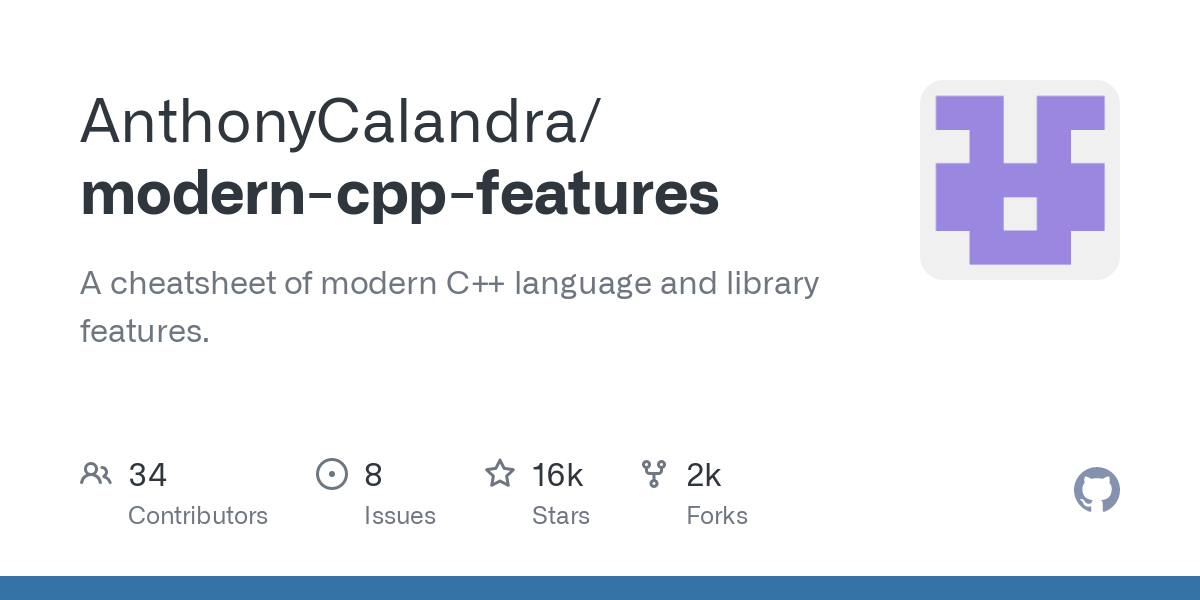 AnthonyCalandra/
modern-cpp-features
A cheatsheet of modern C++ language and library
features.
34
Contributors
8
Issues
16k
Stars
2k
Forks